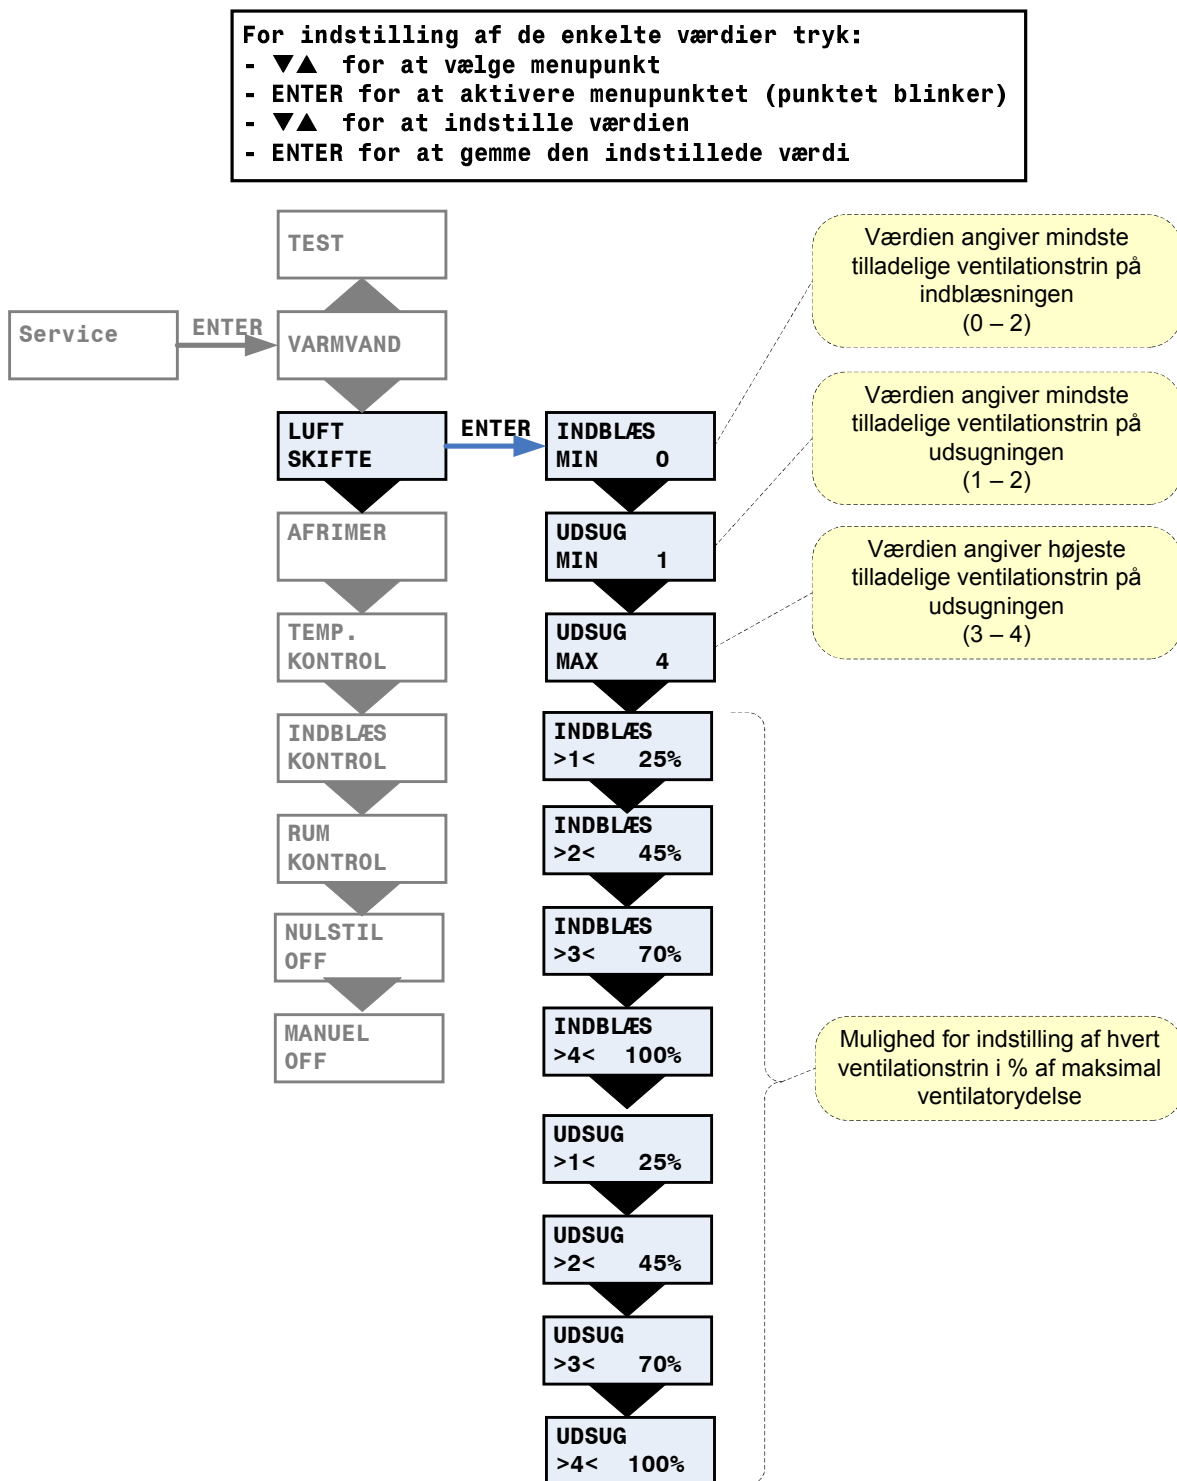 For indstilling af de enkelte værdier tryk:
- ▼▲ for at vælge menupunkt
- ENTER for at aktivere menupunktet (punktet blinker)
- ▼▲ for at indstille værdien
- ENTER for at gemme den indstillede værdi
Service
ENTER
TEST
VARMVAND
LUFT
SKIFTE
AFRIMER
TEMP.
KONTROL
INDBLÆS
KONTROL
RUM
KONTROL
NULSTIL
OFF
MANUEL
OFF
ENTER
INDBLÆS
MIN 0
UDSUG
MIN 1
UDSUG
MAX 4
INDBLÆS
>1< 25%
INDBLÆS
>2< 45%
INDBLÆS
>3< 70%
INDBLÆS
>4< 100%
UDSUG
>1< 25%
UDSUG
>2< 45%
UDSUG
>3< 70%
UDSUG
>4< 100%
Værdien angiver mindste
tilladelige ventilationstrin på
indblæsningen
(0 – 2)
Værdien angiver mindste
tilladelige ventilationstrin på
udsugningen
(1 – 2)
Værdien angiver højeste
tilladelige ventilationstrin på
udsugningen
(3 – 4)
Mulighed for indstilling af hvert
ventilationstrin i % af maksimal
ventilatorydelse